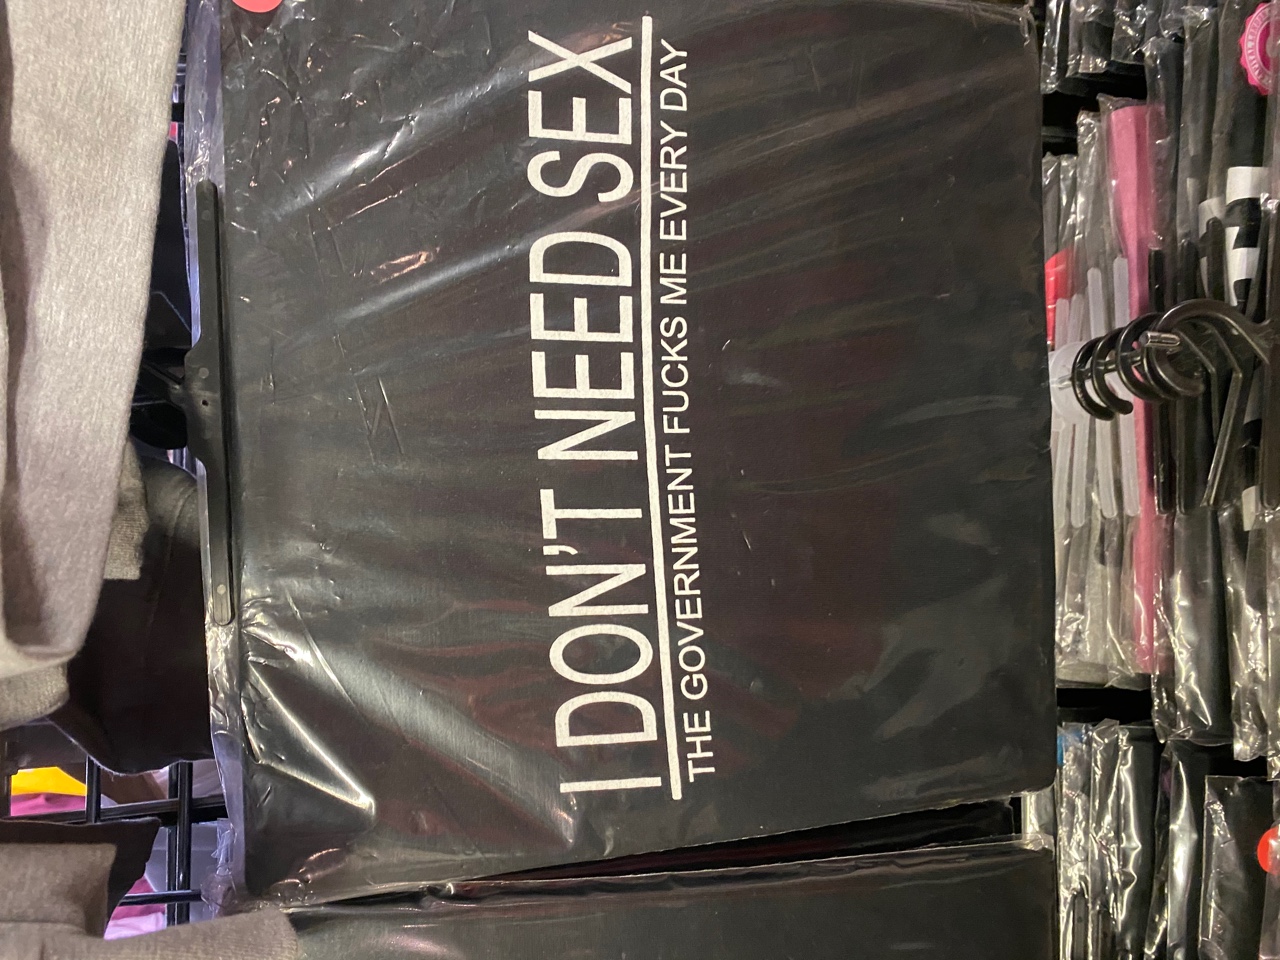 I DON'T NEED SEX
THE GOVERNMENT FUCKS ME EVERY DAY